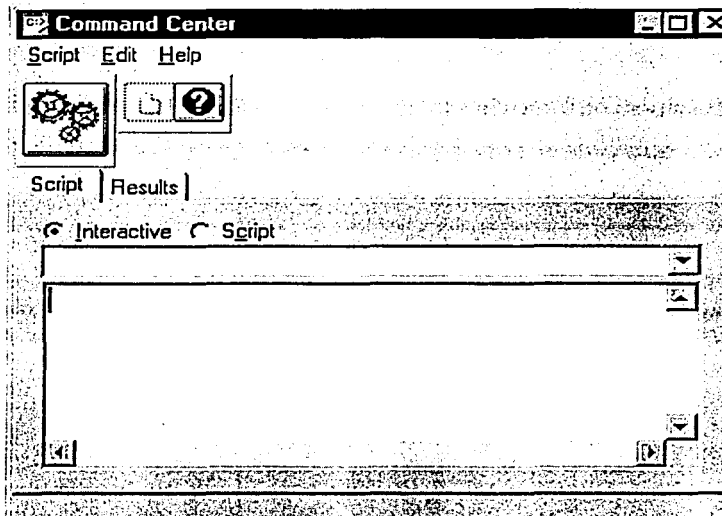 Command Center
Script Edit Help
Script Results
Interactive Script